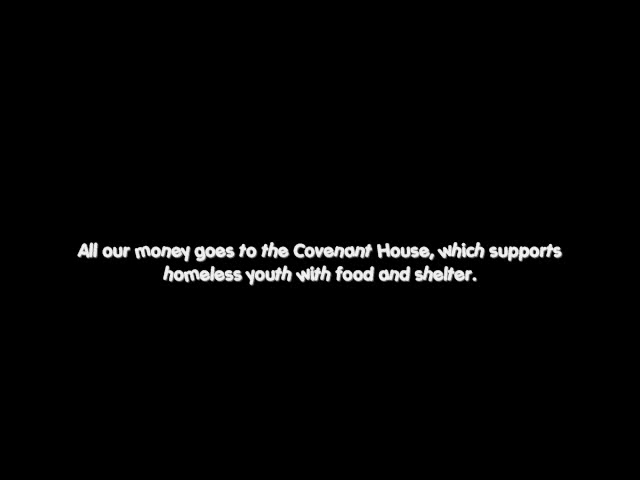 All our money goes to the Covenant House, which supports
homeless youth with food and shelter.